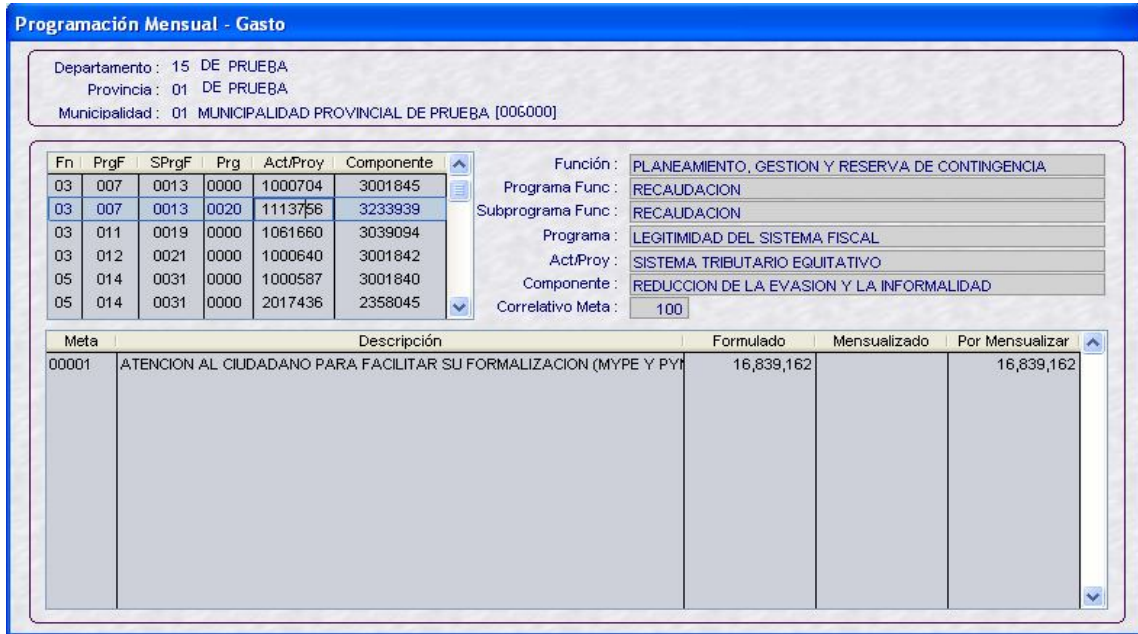 Programación Mensual - Gasto
Departamento : 15 DE PRUEBA
Provincia : 01 DE PRUEBA
Municipalidad : 01 MUNICIPALIDAD PROVINCIAL DE PRUEBA [006000]
Fn PrgF SPrgF Prg Act/Proy Componente
03 007 0013 0000 1000704 3001845
03 007 0013 0020 1113756 3233939
03 011 0019 0000 1061660 3039094
03 012 0021 0000 1000640 3001842
05 014 0031 0000 1000587 3001840
05 014 0031 0000 2017436 2358045
Función : PLANEAMIENTO, GESTION Y RESERVA DE CONTINGENCIA
Programa Func : RECAUDACION
Subprograma Func : RECAUDACION
Programa : LEGITIMIDAD DEL SISTEMA FISCAL
Act/Proy : SISTEMA TRIBUTARIO EQUITATIVO
Componente : REDUCCION DE LA EVASION Y LA INFORMALIDAD
Correlativo Meta : 100
Meta Descripción Formulado Mensualizado Por Mensualizar
00001 ATENCION AL CIUDADANO PARA FACILITAR SU FORMALIZACION (MYPE Y PYM 16,839,162 16,839,162